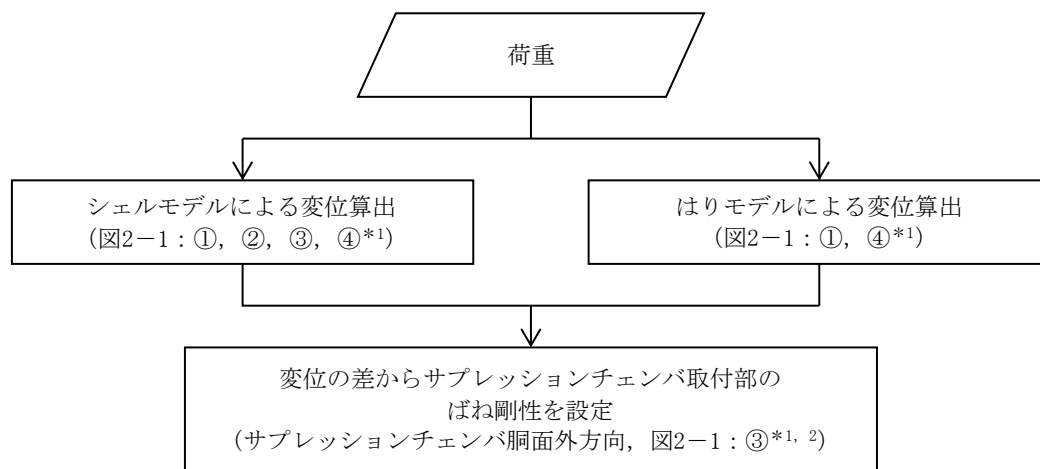 荷重
シェルモデルによる変位算出
(図2－1：①，②，③，④*1)
はりモデルによる変位算出
(図2－1：①，④*1)
変位の差からサプレッションチェンバ取付部の
ばね剛性を設定
(サプレッションチェンバ胴面外方向，図2－1：③*1, 2)